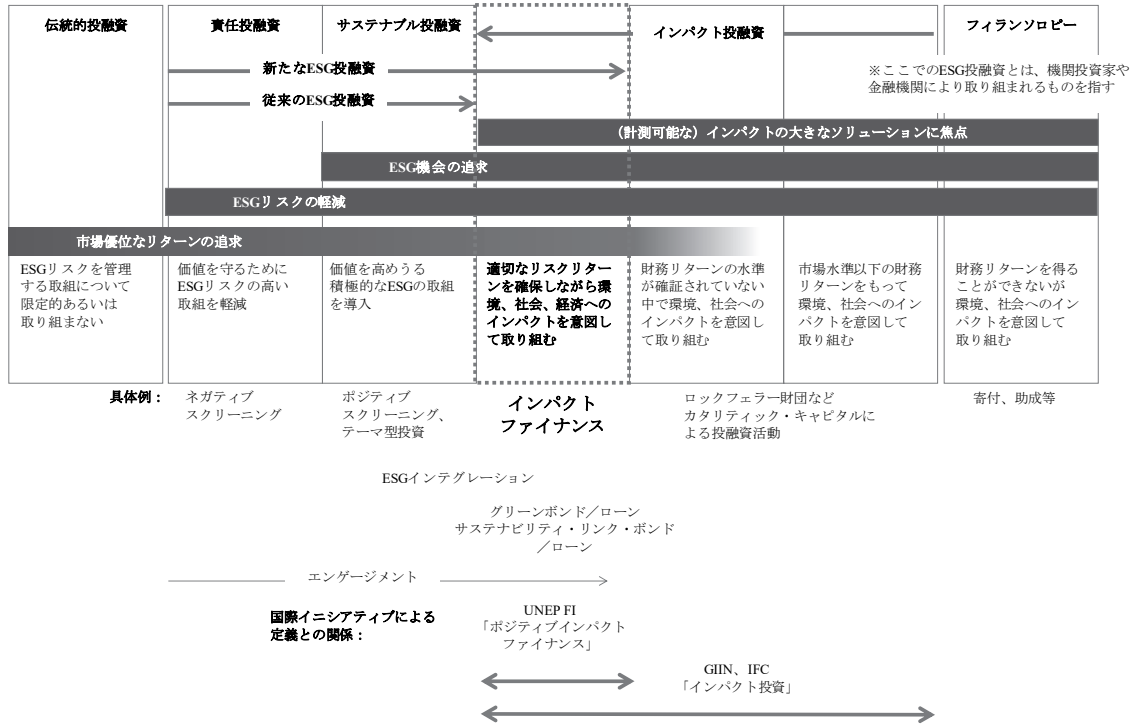 伝統的投融資
責任投融資
サステナブル投融資
インパクト投融資
フィランソロピー
新たなESG投融資
従来のESG投融資
※ここでのESG投融資とは、機関投資家や
金融機関により取り組まれるものを指す
（計測可能な）インパクトの大きなソリューションに焦点
ESG機会の追求
ESGリスクの軽減
市場優位なリターンの追求
ESGリスクを管理
する取組について
限定的あるいは
取り組まない
価値を守るために
ESGリスクの高い
取組を軽減
価値を高めうる
積極的なESGの取組
を導入
適切なリスクリター
ンを確保しながら環
境、社会、経済への
インパクトを意図し
て取り組む
財務リターンの水準
が確証されていない
中で環境、社会への
インパクトを意図し
て取り組む
市場水準以下の財務
リターンをもって
環境、社会へのイン
パクトを意図して
取り組む
財務リターンを得る
ことができないが
環境、社会へのイン
パクトを意図して
取り組む
具体例：
ネガティブ
スクリーニング
ポジティブ
スクリーニング、
テーマ型投資
インパクト
ファイナンス
ロックフェラー財団など
カタリティック・キャピタルに
よる投融資活動
寄付、助成等
ESGインテグレーション
グリーンボンド／ローン
サステナビリティ・リンク・ボンド
／ローン
エンゲージメント
国際イニシアティブによる
定義との関係：
UNEP FI
「ポジティブインパクト
ファイナンス」
GIIN、IFC
「インパクト投資」